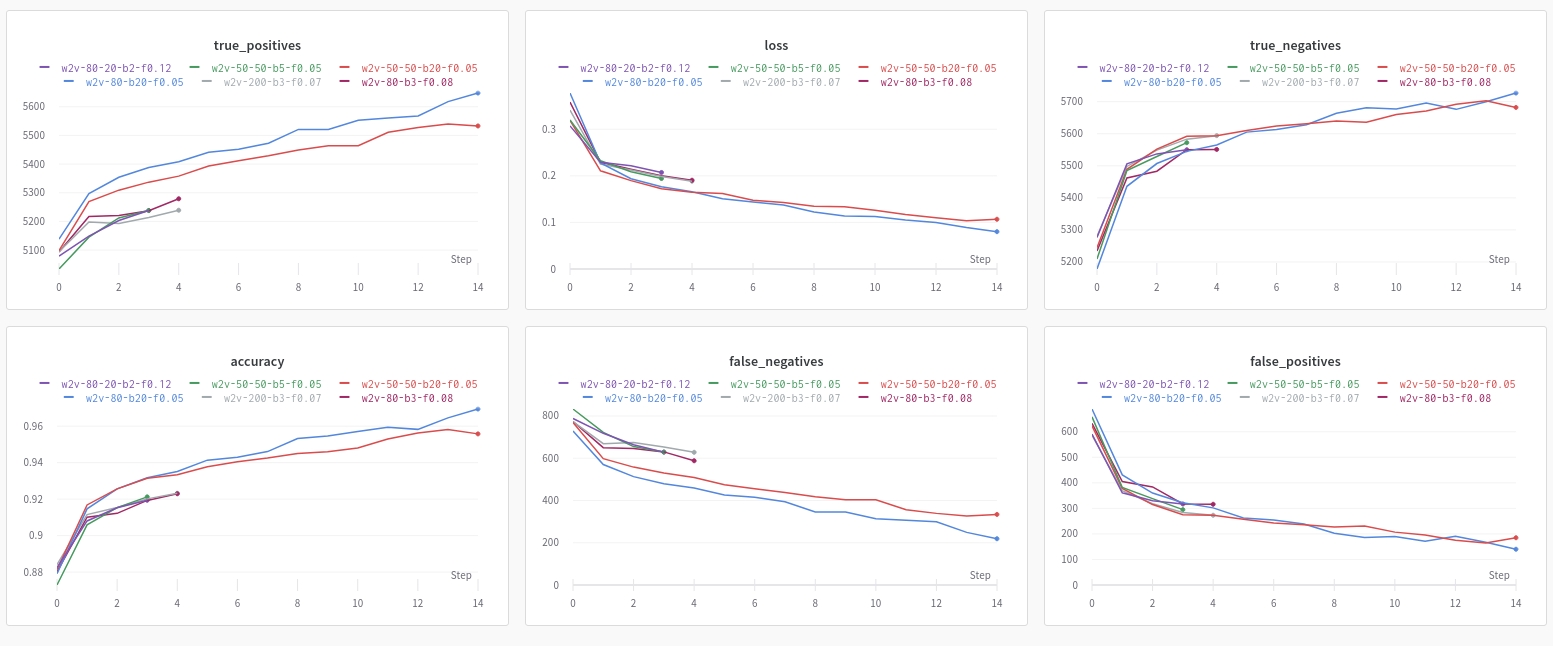 true_positives
w2v-80-20-b2-f0.12 w2v-50-50-b5-f0.05 w2v-50-50-b20-f0.05
w2v-80-b20-f0.05 w2v-200-b3-f0.07 w2v-80-b3-f0.08
5600
5500
5400
5300
5200
5100
Step
0 2 4 6 8 10 12 14
loss
w2v-80-20-b2-f0.12 w2v-50-50-b5-f0.05 w2v-50-50-b20-f0.05
w2v-80-b20-f0.05 w2v-200-b3-f0.07 w2v-80-b3-f0.08
0.3
0.2
0.1
0
Step
0 2 4 6 8 10 12 14
true_negatives
w2v-80-20-b2-f0.12 w2v-50-50-b5-f0.05 w2v-50-50-b20-f0.05
w2v-80-b20-f0.05 w2v-200-b3-f0.07 w2v-80-b3-f0.08
5700
5600
5500
5400
5300
5200
Step
0 2 4 6 8 10 12 14
accuracy
w2v-80-20-b2-f0.12 w2v-50-50-b5-f0.05 w2v-50-50-b20-f0.05
w2v-80-b20-f0.05 w2v-200-b3-f0.07 w2v-80-b3-f0.08
0.96
0.94
0.92
0.9
0.88
Step
0 2 4 6 8 10 12 14
false_negatives
w2v-80-20-b2-f0.12 w2v-50-50-b5-f0.05 w2v-50-50-b20-f0.05
w2v-80-b20-f0.05 w2v-200-b3-f0.07 w2v-80-b3-f0.08
800
600
400
200
0
Step
0 2 4 6 8 10 12 14
false_positives
w2v-80-20-b2-f0.12 w2v-50-50-b5-f0.05 w2v-50-50-b20-f0.05
w2v-80-b20-f0.05 w2v-200-b3-f0.07 w2v-80-b3-f0.08
600
500
400
300
200
100
0
Step
0 2 4 6 8 10 12 14